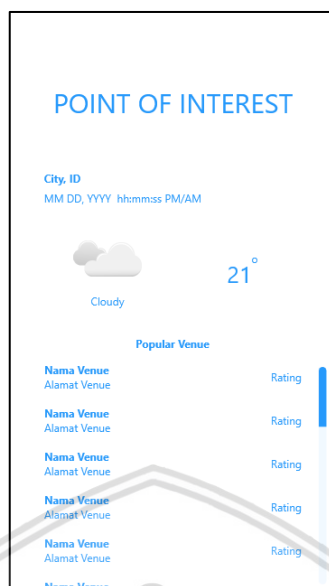 POINT OF INTEREST
City, ID
MM DD, YYYY hh:mm:ss PM/AM
21°
Cloudy
Popular Venue
Nama Venue
Alamat Venue
Rating
Nama Venue
Alamat Venue
Rating
Nama Venue
Alamat Venue
Rating
Nama Venue
Alamat Venue
Rating
Nama Venue
Alamat Venue
Rating
Nama Venue